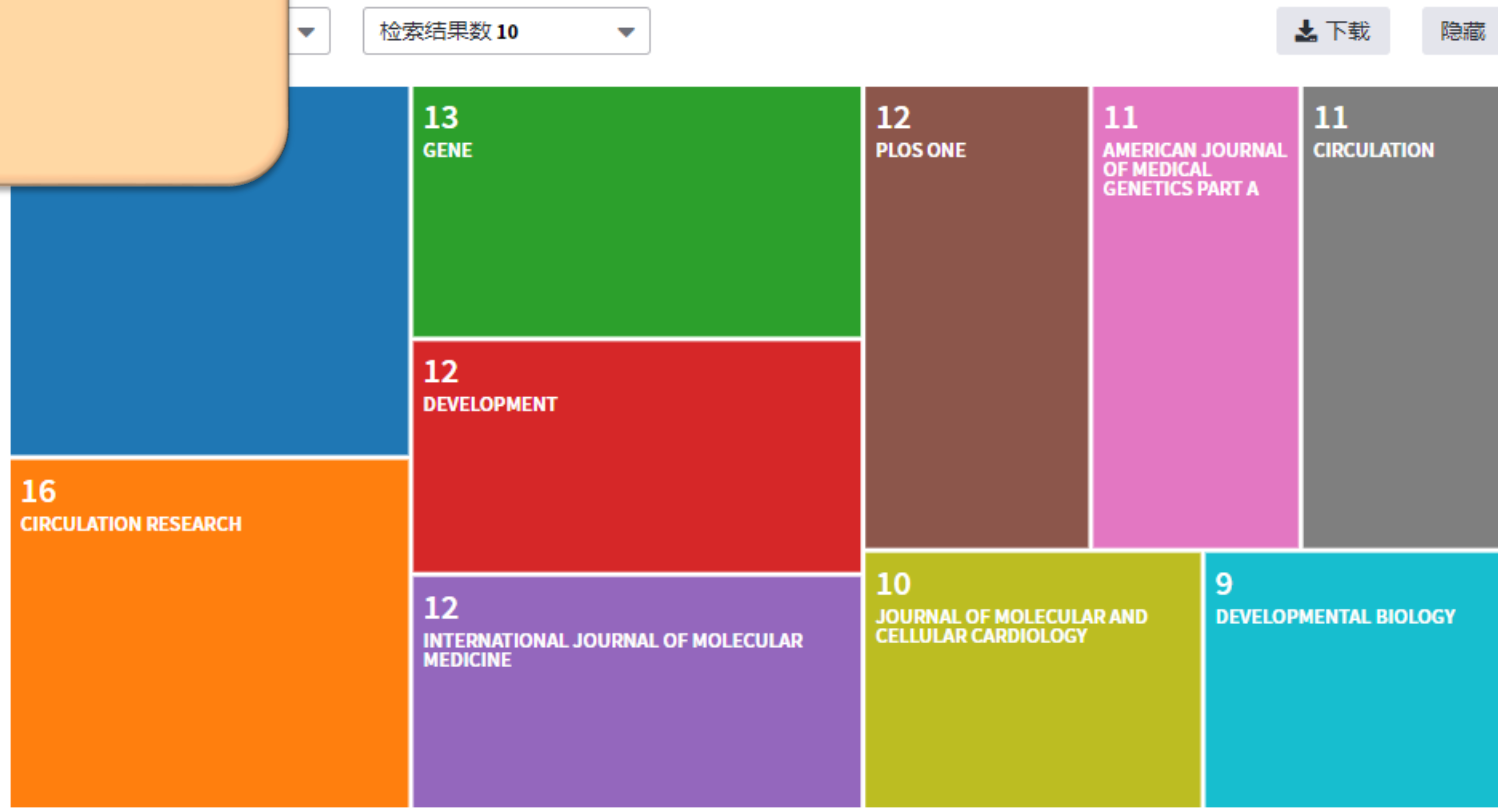 检索结果数 10
下载
隐藏
13
GENE
12
PLOS ONE
11
AMERICAN JOURNAL
OF MEDICAL
GENETICS PART A
11
CIRCULATION
12
DEVELOPMENT
16
CIRCULATION RESEARCH
12
INTERNATIONAL JOURNAL OF MOLECULAR
MEDICINE
10
JOURNAL OF MOLECULAR AND
CELLULAR CARDIOLOGY
9
DEVELOPMENTAL BIOLOGY